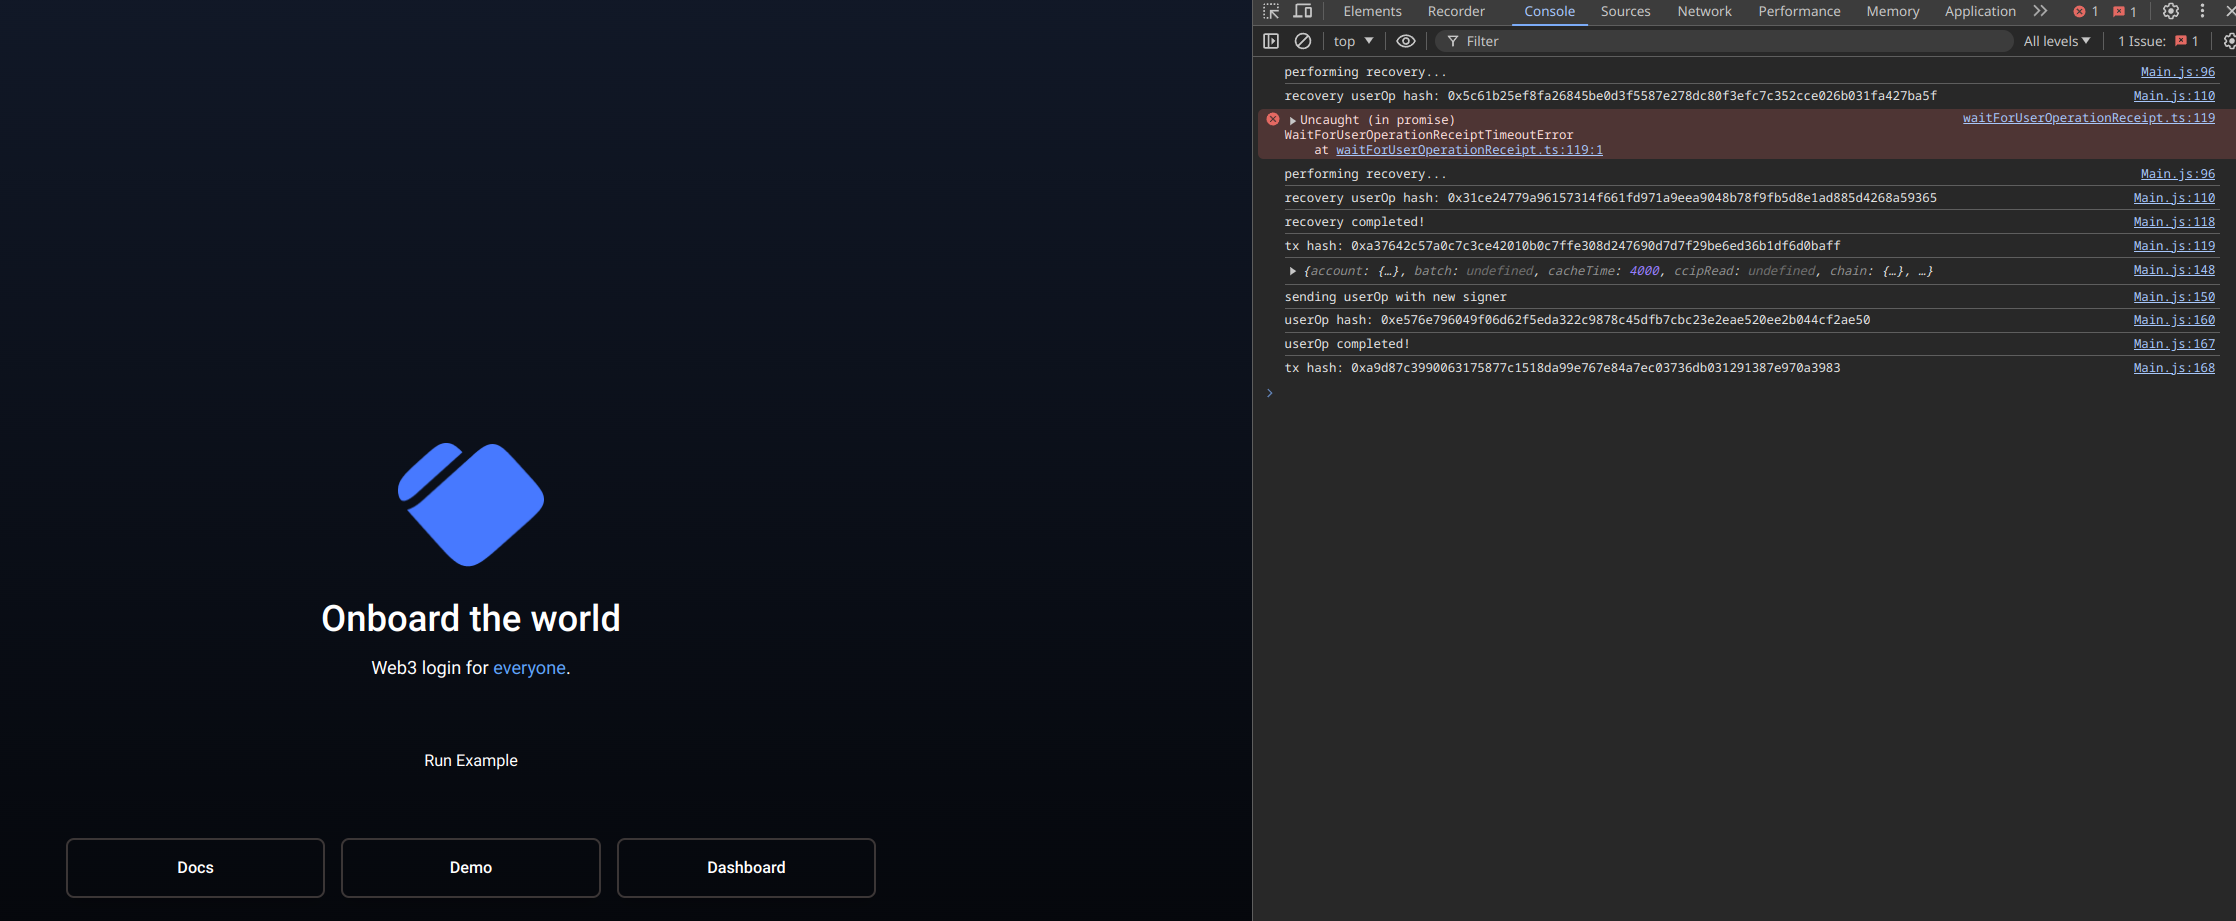 Onboard the world
Web3 login for everyone.
Run Example
Docs
Demo
Dashboard
Elements Recorder Console Sources Network Performance Memory Application 1 1
top Filter All levels 1 Issue: 1
performing recovery... Main.js:96
recovery userOp hash: 0x5c61b25ef8fa26845be0d3f5587e278dc80f3efc7c352cce026b031fa427ba5f Main.js:110
Uncaught (in promise) waitForUserOperationReceipt.ts:119
WaitForUserOperationReceiptTimeoutError
at waitForUserOperationReceipt.ts:119:1
performing recovery... Main.js:96
recovery userOp hash: 0x31ce24779a96157314f661fd971a9eea9048b78f9fb5d8e1ad885d4268a59365 Main.js:110
recovery completed! Main.js:118
tx hash: 0xa37642c57a0c7c3ce42010b0c7ffe308d247690d7d7f29be6ed36b1df6d0baff Main.js:119
{account: {…}, batch: undefined, cacheTime: 4000, ccipRead: undefined, chain: {…}, …} Main.js:148
sending userOp with new signer Main.js:150
userOp hash: 0xe576e796049f06d62f5eda322c9878c45dfb7cbc23e2eae520ee2b044cf2ae50 Main.js:160
userOp completed! Main.js:167
tx hash: 0xa9d87c3990063175877c1518da99e767e84a7ec03736db031291387e970a3983 Main.js:168